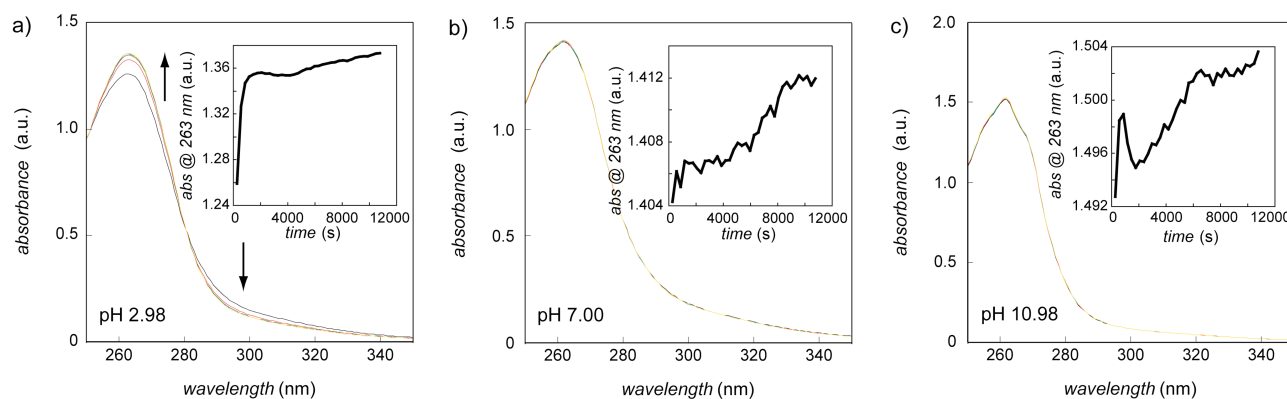 a)
1.5
1.0
0.5
0
absorbance (a.u.)
260
280
300
320
340
wavelength (nm)
pH 2.98
abs @ 263 nm (a.u.)
1.36
1.32
1.28
1.24
0
4000
8000
12000
time (s)
b)
1.5
1.0
0.5
0
absorbance (a.u.)
260
280
300
320
340
wavelength (nm)
pH 7.00
abs @ 263 nm (a.u.)
1.412
1.408
1.404
0
4000
8000
12000
time (s)
c)
2.0
1.5
1.0
0.5
0
absorbance (a.u.)
260
280
300
320
340
wavelength (nm)
pH 10.98
abs @ 263 nm (a.u.)
1.504
1.500
1.496
1.492
0
4000
8000
12000
time (s)